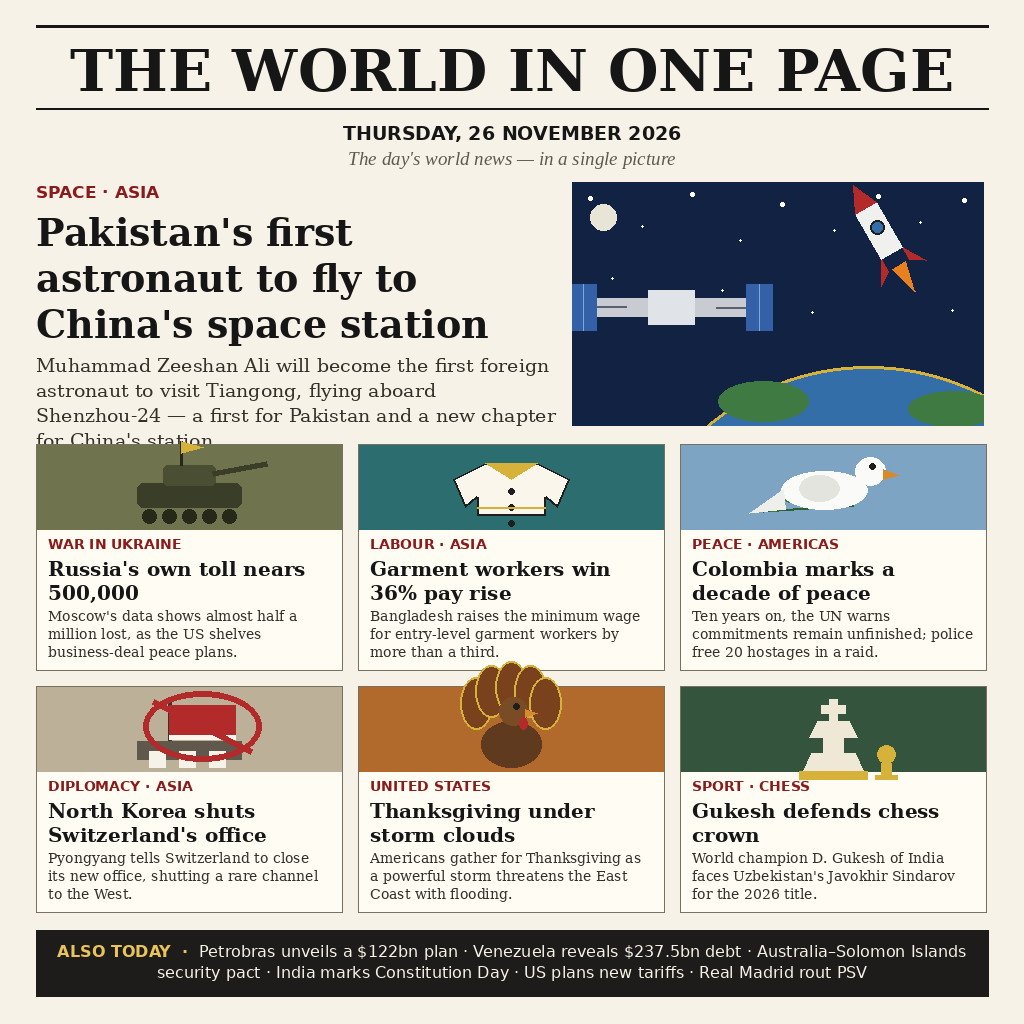 THE WORLD IN ONE PAGE
THURSDAY, 26 NOVEMBER 2026
The day's world news — in a single picture
SPACE · ASIA
Pakistan's first
astronaut to fly to
China's space station
Muhammad Zeeshan Ali will become the first foreign
astronaut to visit Tiangong, flying aboard
Shenzhou-24 — a first for Pakistan and a new chapter
for China's station.
WAR IN UKRAINE
Russia's own toll nears
500,000
Moscow's data shows almost half a
million lost, as the US shelves
business-deal peace plans.
LABOUR · ASIA
Garment workers win
36% pay rise
Bangladesh raises the minimum wage
for entry-level garment workers by
more than a third.
PEACE · AMERICAS
Colombia marks a
decade of peace
Ten years on, the UN warns
commitments remain unfinished; police
free 20 hostages in a raid.
DIPLOMACY · ASIA
North Korea shuts
Switzerland's office
Pyongyang tells Switzerland to close
its new office, shutting a rare channel
to the West.
UNITED STATES
Thanksgiving under
storm clouds
Americans gather for Thanksgiving as
a powerful storm threatens the East
Coast with flooding.
SPORT · CHESS
Gukesh defends chess
crown
World champion D. Gukesh of India
faces Uzbekistan's Javokhir Sindarov
for the 2026 title.
ALSO TODAY · Petrobras unveils a $122bn plan · Venezuela reveals $237.5bn debt · Australia–Solomon Islands
security pact · India marks Constitution Day · US plans new tariffs · Real Madrid rout PSV